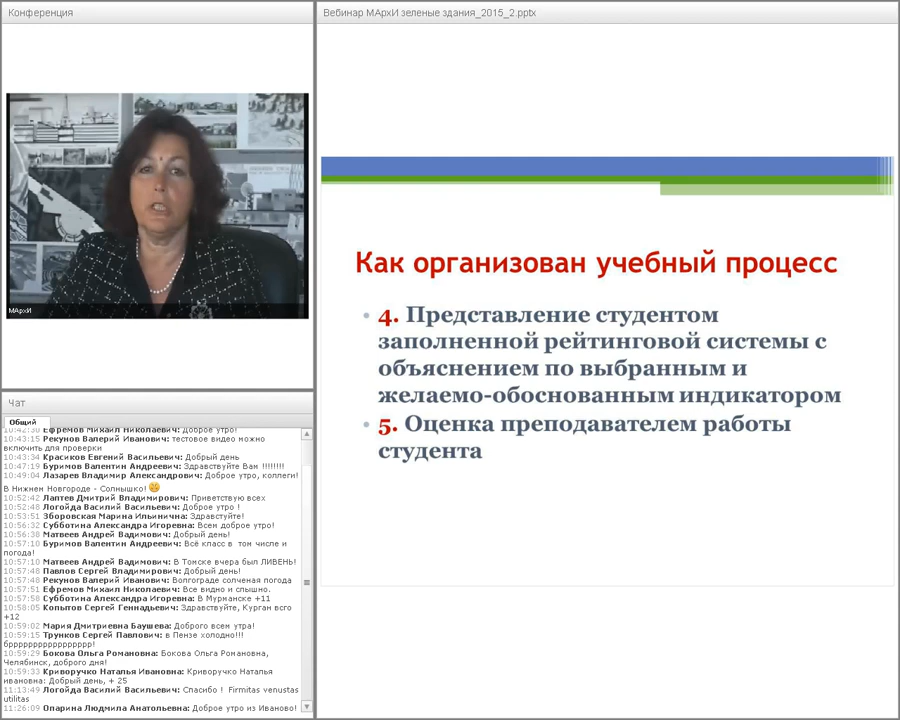 Конференция
Вебинар МАрхИ зеленые здания_2015_2.pptx
МАрхИ
Как организован учебный процесс
4. Представление студентом
заполненной рейтинговой системы с
объяснением по выбранным и
желаемо-обоснованным индикатором
5. Оценка преподавателем работы
студента
Чат
Общий
10:42:30 Ефремов Михаил Николаевич: Доброе утро!
10:43:15 Рекунов Валерий Иванович: тестовое видео можно
включить для проверки
10:43:34 Красиков Евгений Васильевич: Добрый день
10:47:19 Буримов Валентин Андреевич: Здравствуйте Вам !!!!!!!!
10:49:04 Лазарев Владимир Александрович: Доброе утро, коллеги!
В Нижнем Новгороде - Солнышко!
10:52:42 Лаптев Дмитрий Владимирович: Приветствую всех
10:52:48 Логойда Василий Васильевич: Доброе утро !
10:53:51 Зборовская Марина Ильинична: Здравстуйте!
10:56:32 Субботина Александра Игоревна: Всем доброе утро!
10:56:38 Матвеев Андрей Вадимович: Добрый день!
10:57:10 Буримов Валентин Андреевич: Всё класс в том числе и
погода!
10:57:10 Матвеев Андрей Вадимович: В Томске вчера был ЛИВЕНЬ!
10:57:48 Павлов Сергей Владимирович: Добрый день!
10:57:48 Рекунов Валерий Иванович: Волгограде солченая погода
10:57:51 Ефремов Михаил Николаевич: Все видно и слышно.
10:57:58 Субботина Александра Игоревна: В Мурманске +11
10:58:05 Копытов Сергей Геннадьевич: Здравствуйте, Курган всго
+12
10:59:02 Мария Дмитриевна Баушева: Доброго всем утра!
10:59:15 Трунков Сергей Павлович: в Пензе холодно!!!
бррррррррррррррррр!
10:59:29 Бокова Ольга Романовна: Бокова Ольга Романовна,
Челябинск, доброго дня!
10:59:33 Криворучко Наталья Ивановна: Криворучко Наталья
ивановна: Добрый день, + 25
11:13:49 Логойда Василий Васильевич: Спасибо ! Firmitas venustas
utilitas
11:26:09 Опарина Людмила Анатольевна: Доброе утро из Иваново!